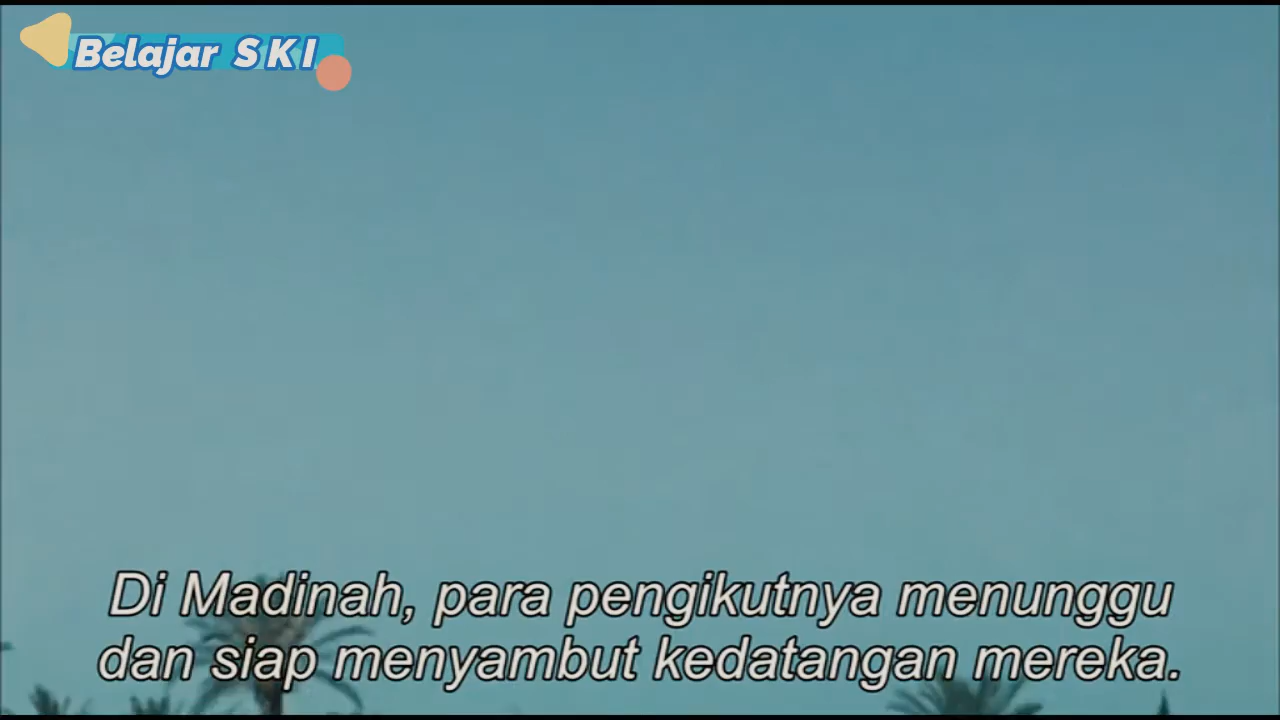 Belajar SKI
Di Madinah, para pengikutnya menunggu
dan siap menyambut kedatangan mereka.